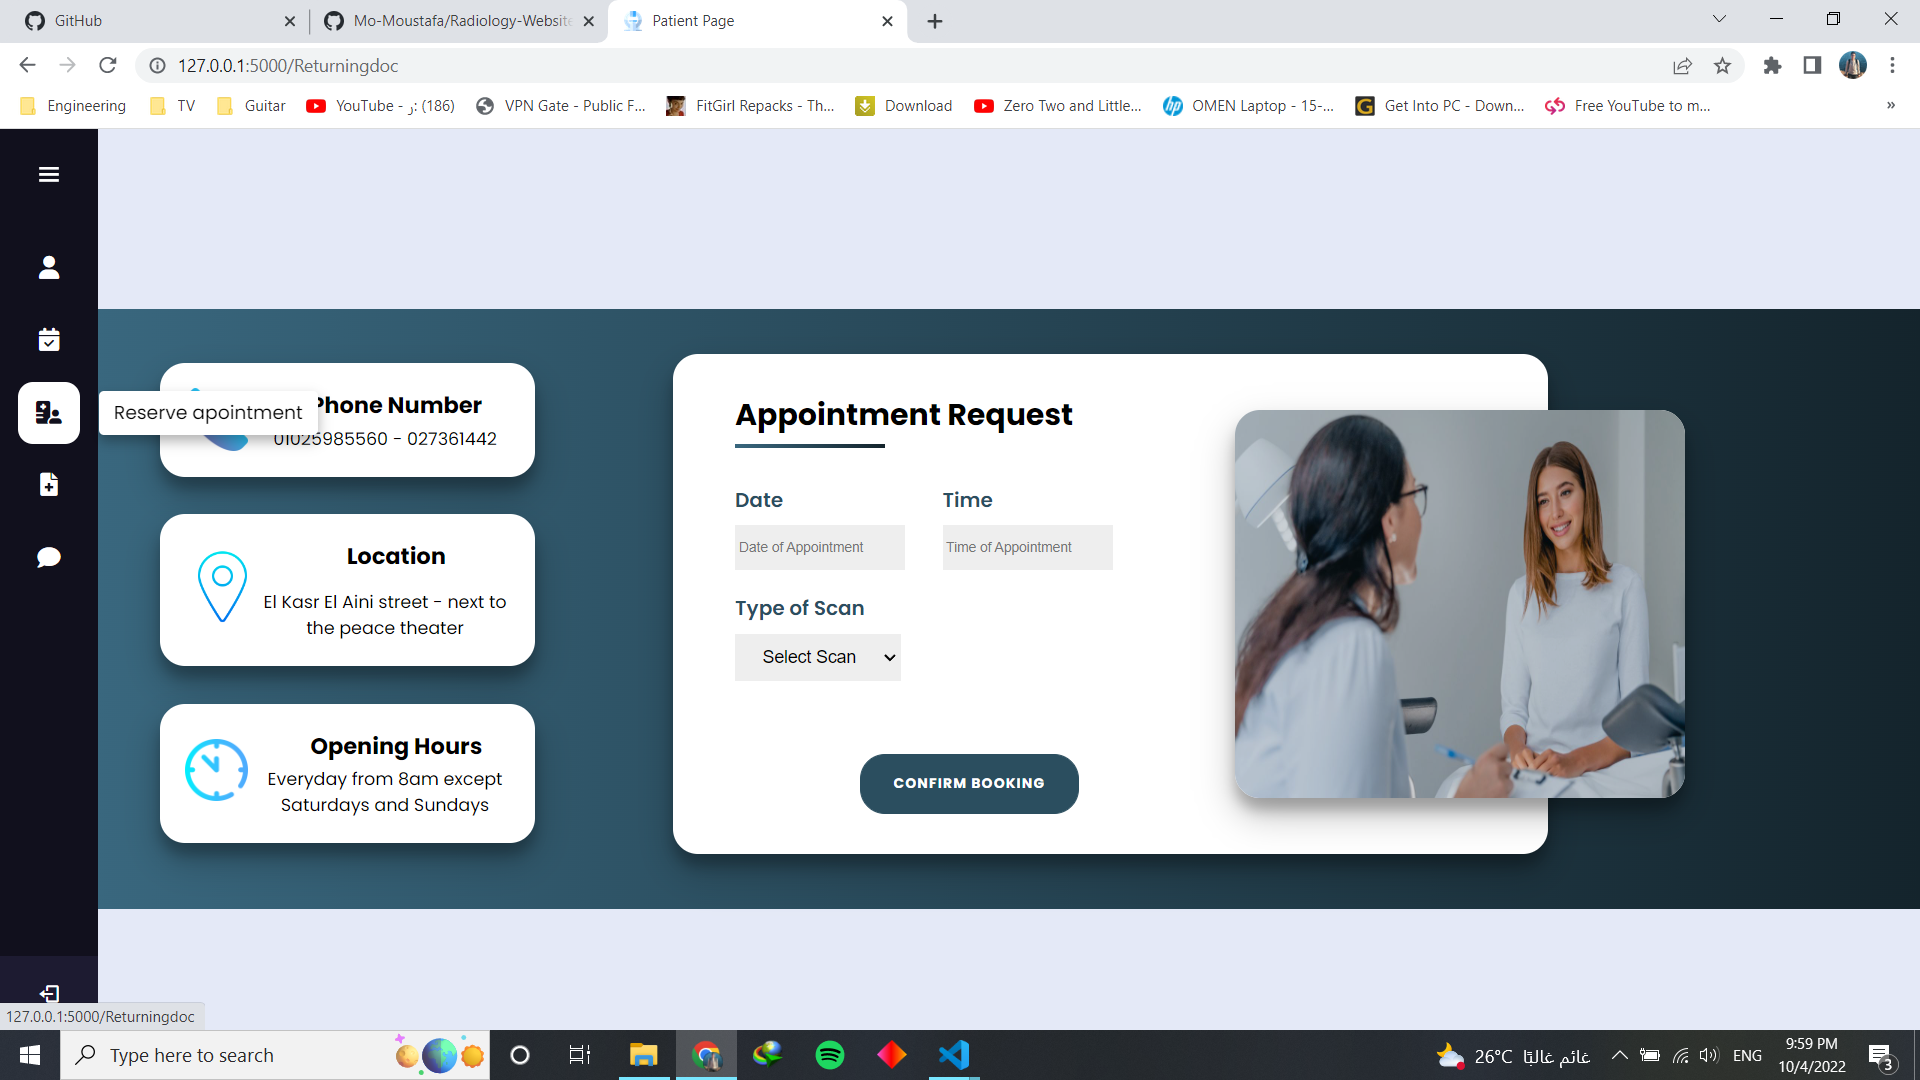 GitHub
Mo-Moustafa/Radiology-Website
Patient Page
127.0.0.1:5000/Returningdoc
Engineering
TV
Guitar
YouTube - ز: (186)
VPN Gate - Public F...
FitGirl Repacks - Th...
Download
Zero Two and Little...
OMEN Laptop - 15-...
Get Into PC - Down...
Free YouTube to m...
»
Reserve apointment
Phone Number
01025985560 - 027361442
Location
El Kasr El Aini street - next to
the peace theater
Opening Hours
Everyday from 8am except
Saturdays and Sundays
Appointment Request
Date
Time
Date of Appointment
Time of Appointment
Type of Scan
Select Scan
CONFIRM BOOKING
127.0.0.1:5000/Returningdoc
Type here to search
26°C غائم غالبًا
ENG
9:59 PM
10/4/2022
3